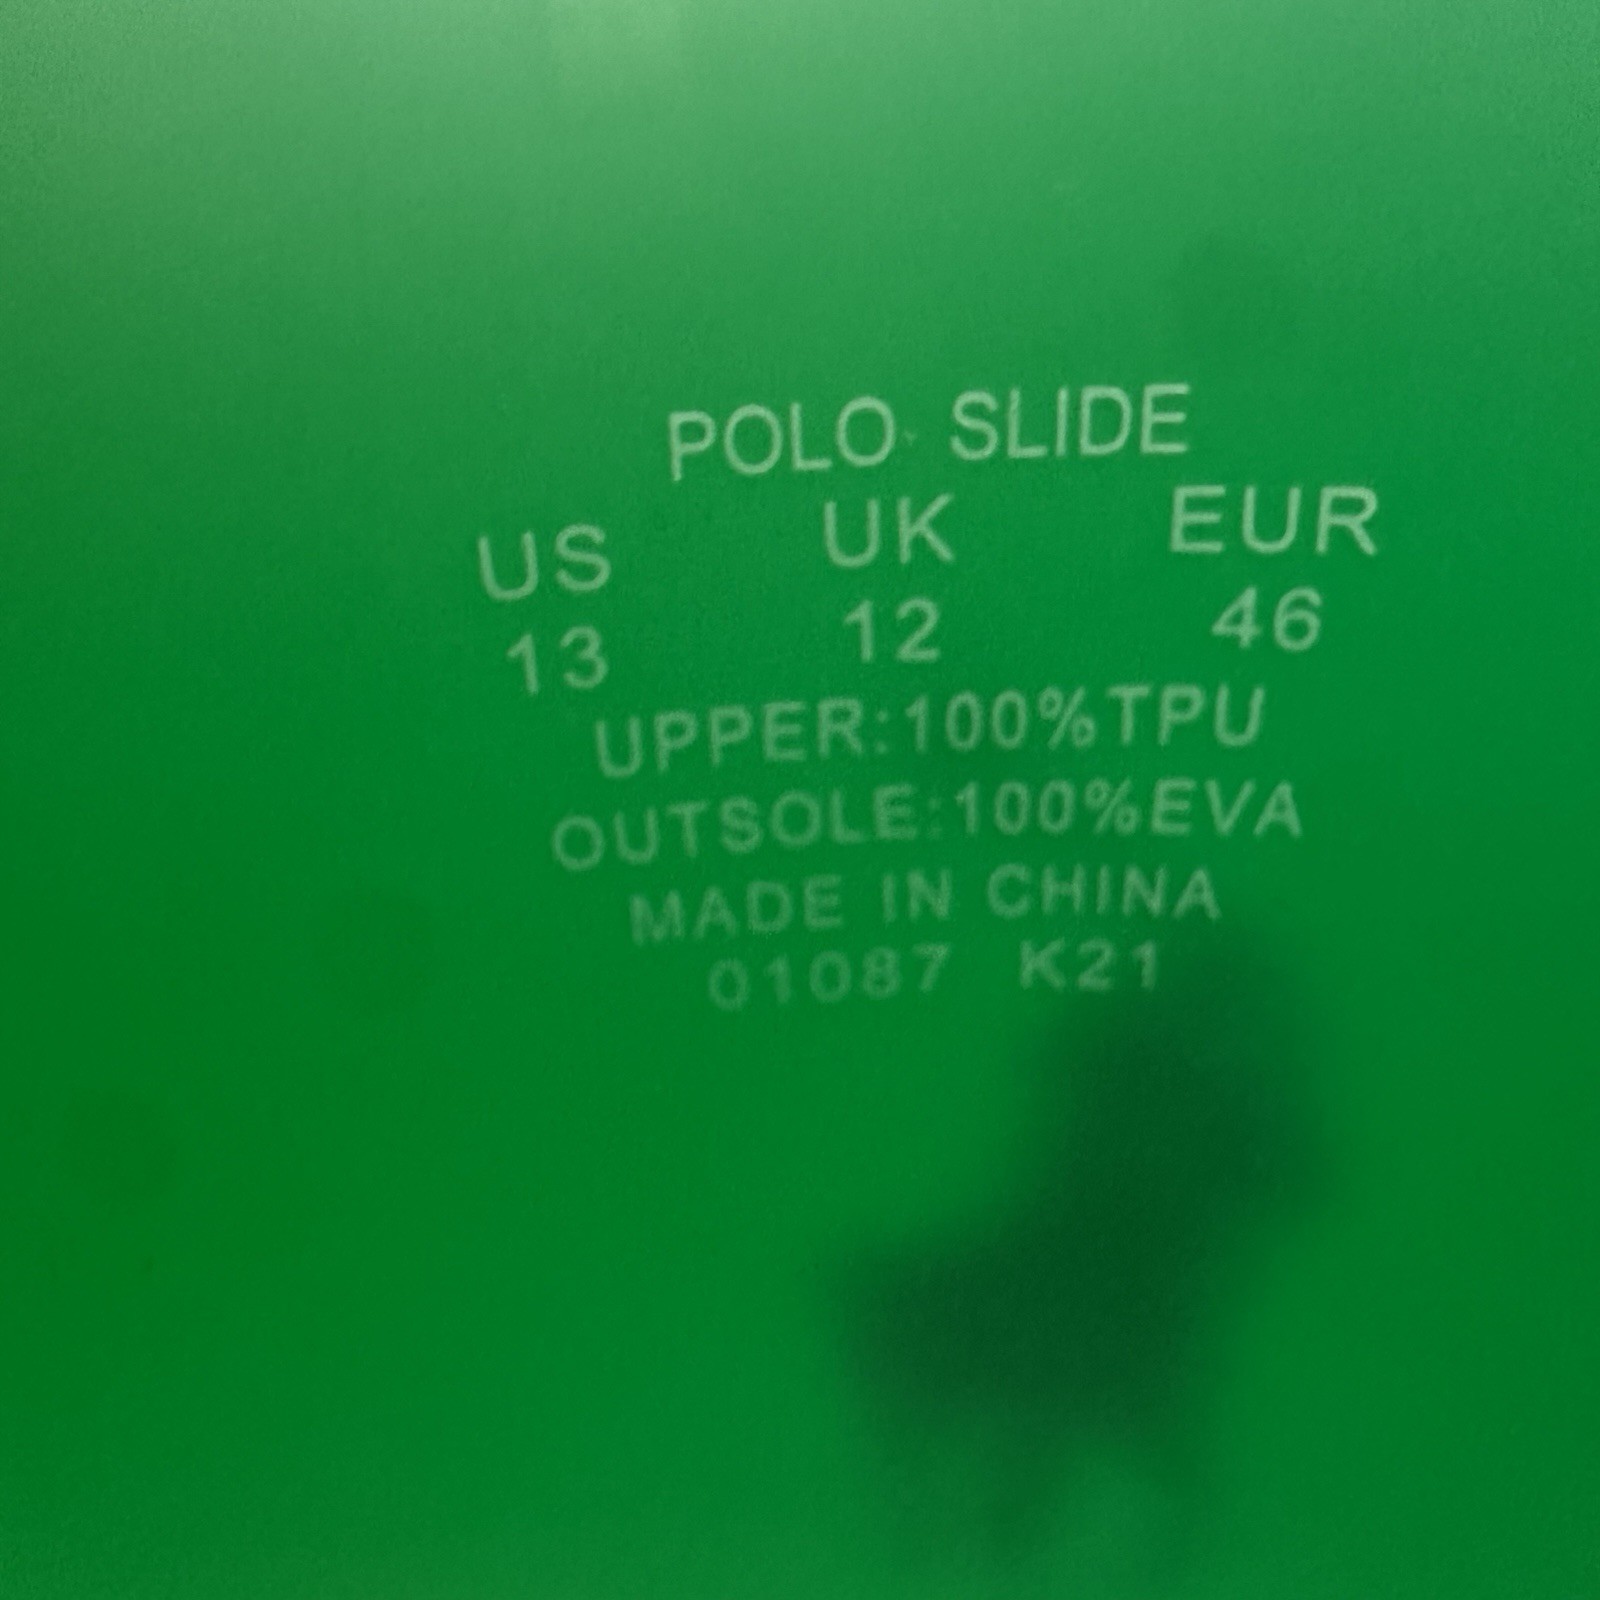 POLO SLIDE
US UK EUR
13 12 46
UPPER:100%TPU
OUTSOLE:100%EVA
MADE IN CHINA
01087 K21